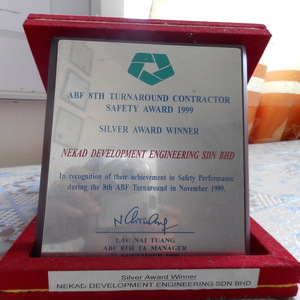 ABF 8TH TURNAROUND CONTRACTOR
SAFETY AWARD 1999
SILVER AWARD WINNER
NEKAD DEVELOPMENT ENGINEERING SDN BHD
In recognition of their achievement in Safety Performance
during the 8th ABF Turnaround in November 1999.
LAU NAI TUANG
ABF 8TH TA MANAGER
NOVEMBER
Silver Award Winner
NEKAD DEVELOPMENT ENGINEERING SDN BHD